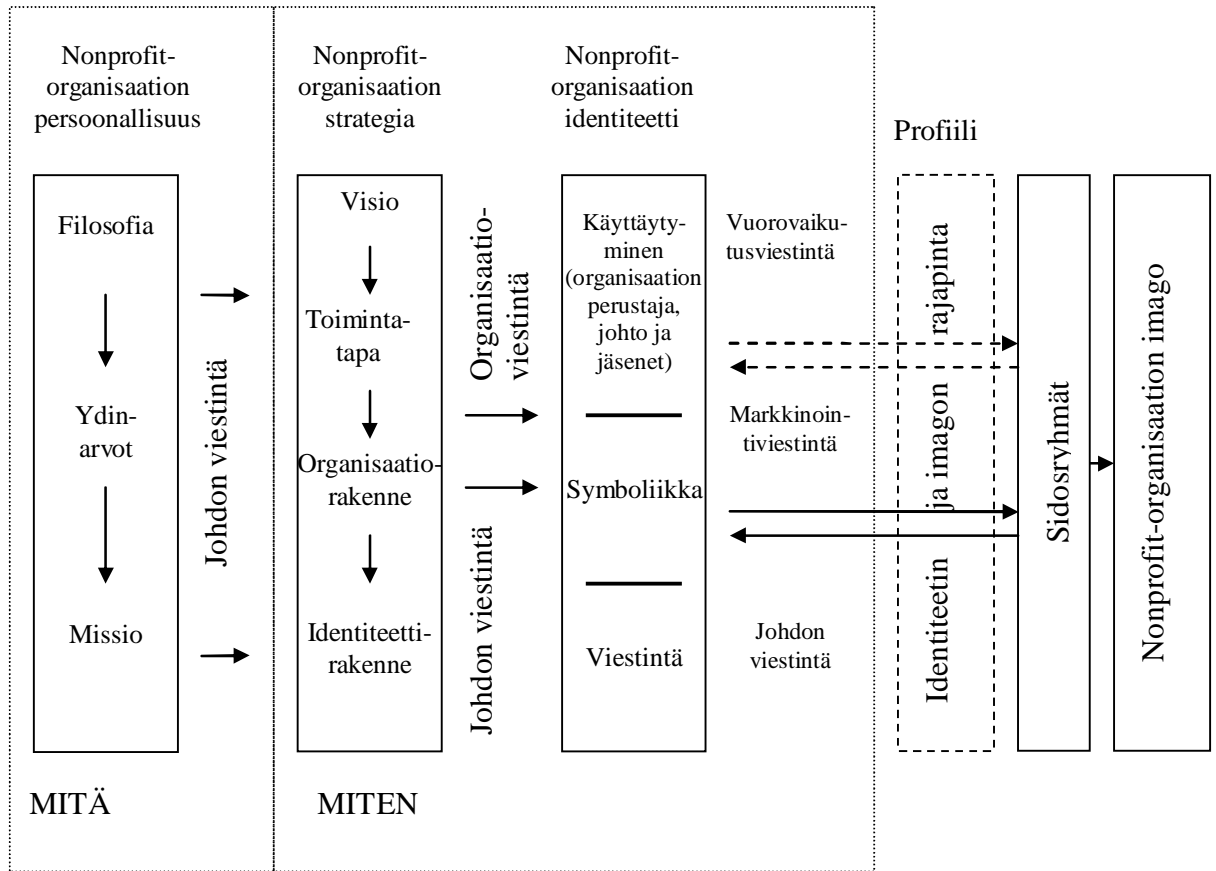 Nonprofit-
organisaation
persoonallisuus
Filosofia
Ydin-
arvot
Missio
Johdon viestintä
MITÄ
Nonprofit-
organisaation
strategia
Visio
Toiminta-
tapa
Organisaatio-
rakenne
Identiteetti-
rakenne
Organisaatio-
viestintä
Johdon viestintä
MITEN
Nonprofit-
organisaation
identiteetti
Käyttäyty-
minen
(organisaation
perustaja,
johto ja
jäsenet)
Symboliikka
Viestintä
Vuorovaiku-
tusviestintä
Markkinoin-
tiviestintä
Johdon
viestintä
Profiili
Identiteetin ja imagon rajapinta
Sidosryhmät
Nonprofit-organisaation imago